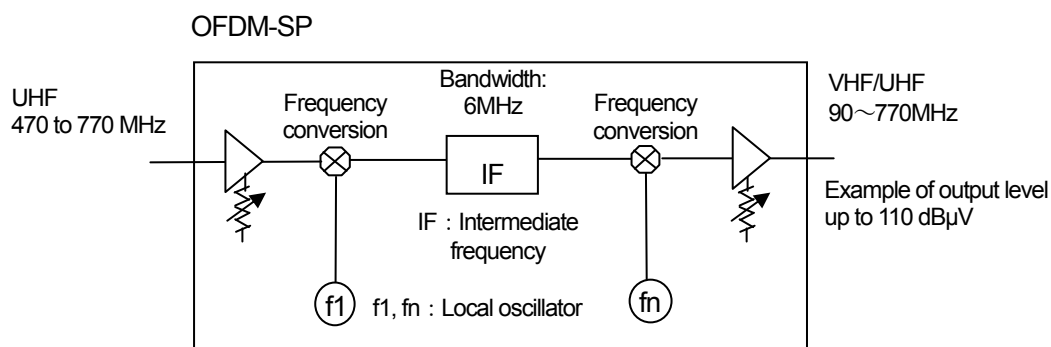 OFDM-SP
UHF
470 to 770 MHz
Frequency
conversion
Bandwidth:
6MHz
Frequency
conversion
VHF/UHF
90～770MHz
IF
Example of output level
up to 110 dBµV
IF：Intermediate
frequency
f1
f1, fn：Local oscillator
fn